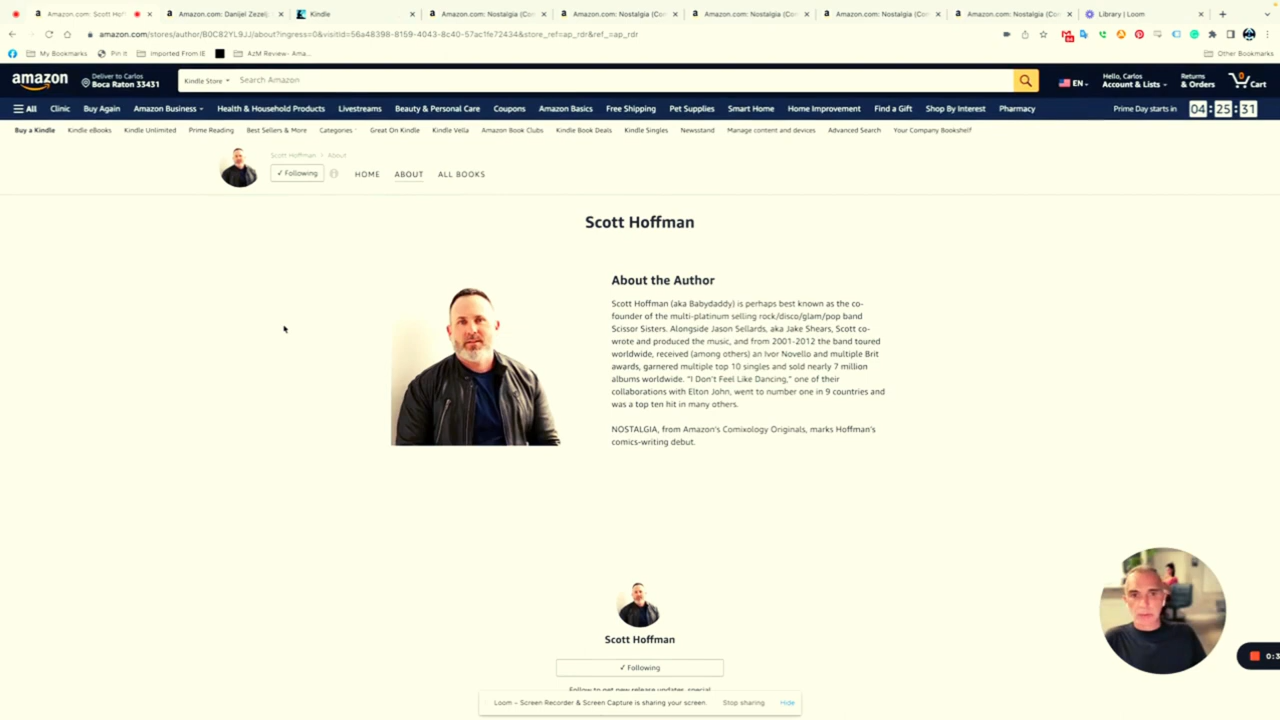 Amazon.com: Scott Hof
Amazon.com: Danijel Zezelj
Kindle
Amazon.com: Nostalgia (Co
Amazon.com: Nostalgia (Co
Amazon.com: Nostalgia (Co
Amazon.com: Nostalgia (Co
Amazon.com: Nostalgia (Co
Library | Loom
amazon.com/stores/author/B0C82YL9JJ/about?ingress=0&visitId=56a48398-8159-4043-8c40-57ac1fe72434&store_ref=ap_rdr&ref_=ap_rdr
My Bookmarks
Pin it
Imported From IE
AzM Review- Ama...
Other Bookmarks
amazon
Deliver to Carlos
Boca Raton 33431
Kindle Store
Search Amazon
EN
Hello, Carlos
Account & Lists
Returns
& Orders
0
Cart
All
Clinic
Buy Again
Amazon Business
Health & Household Products
Livestreams
Beauty & Personal Care
Coupons
Amazon Basics
Free Shipping
Pet Supplies
Smart Home
Home Improvement
Find a Gift
Shop By Interest
Pharmacy
Prime Day starts in
04:25:31
Buy a Kindle
Kindle eBooks
Kindle Unlimited
Prime Reading
Best Sellers & More
Categories
Great On Kindle
Kindle Vella
Amazon Book Clubs
Kindle Book Deals
Kindle Singles
Newsstand
Manage content and devices
Advanced Search
Your Company Bookshelf
Scott Hoffman › About
✓ Following
HOME
ABOUT
ALL BOOKS
Scott Hoffman
About the Author
Scott Hoffman (aka Babydaddy) is perhaps best known as the co-
founder of the multi-platinum selling rock/disco/glam/pop band
Scissor Sisters. Alongside Jason Sellards, aka Jake Shears, Scott co-
wrote and produced the music, and from 2001-2012 the band toured
worldwide, received (among others) an Ivor Novello and multiple Brit
awards, garnered multiple top 10 singles and sold nearly 7 million
albums worldwide. "I Don't Feel Like Dancing," one of their
collaborations with Elton John, went to number one in 9 countries and
was a top ten hit in many others.
NOSTALGIA, from Amazon's Comixology Originals, marks Hoffman's
comics-writing debut.
Scott Hoffman
✓ Following
Follow to get new release updates, special
Loom – Screen Recorder & Screen Capture is sharing your screen.
Stop sharing
Hide
0:3